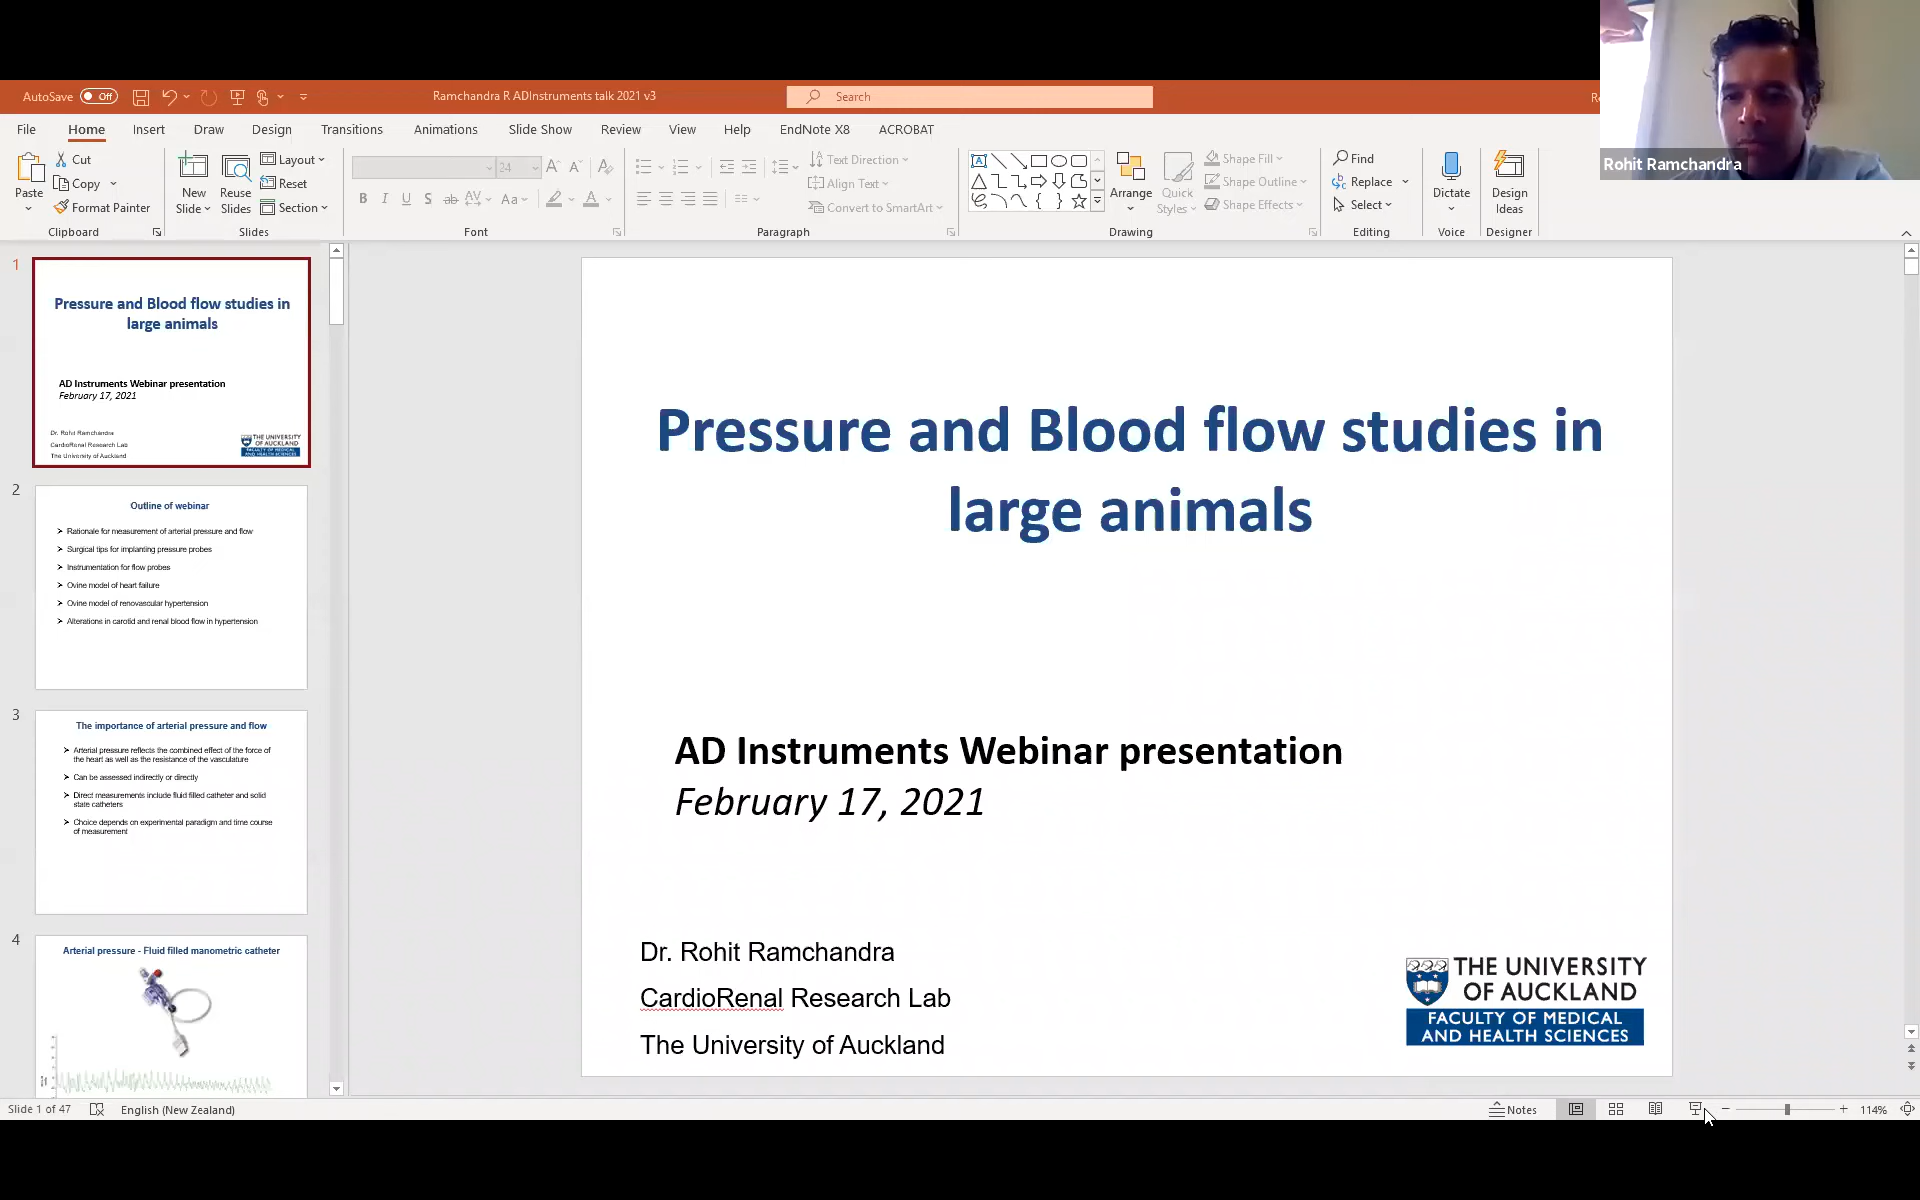 AutoSave Off
Ramchandra R ADInstruments talk 2021 v3
Search
Rohit Ramchandra
File Home Insert Draw Design Transitions Animations Slide Show Review View Help EndNote X8 ACROBAT
Paste
Cut
Copy
Format Painter
Clipboard
New Slide
Reuse Slides
Layout
Reset
Section
Slides
24
B I U S ab AV Aa A
Font
Text Direction
Align Text
Convert to SmartArt
Paragraph
Arrange
Quick Styles
Shape Fill
Shape Outline
Shape Effects
Drawing
Find
Replace
Select
Editing
Dictate
Voice
Design Ideas
Designer
1
Pressure and Blood flow studies in
large animals
AD Instruments Webinar presentation
February 17, 2021
Dr. Rohit Ramchandra
CardioRenal Research Lab
The University of Auckland
THE UNIVERSITY
OF AUCKLAND
FACULTY OF MEDICAL
AND HEALTH SCIENCES
2
Outline of webinar
Rationale for measurement of arterial pressure and flow
Surgical tips for implanting pressure probes
Instrumentation for flow probes
Ovine model of heart failure
Ovine model of renovascular hypertension
Alterations in carotid and renal blood flow in hypertension
3
The importance of arterial pressure and flow
Arterial pressure reflects the combined effect of the force of
the heart as well as the resistance of the vasculature
Can be assessed indirectly or directly
Direct measurements include fluid filled catheter and solid
state catheters
Choice depends on experimental paradigm and time course
of measurement
4
Arterial pressure - Fluid filled manometric catheter
Pressure and Blood flow studies in
large animals
AD Instruments Webinar presentation
February 17, 2021
Dr. Rohit Ramchandra
CardioRenal Research Lab
The University of Auckland
THE UNIVERSITY
OF AUCKLAND
FACULTY OF MEDICAL
AND HEALTH SCIENCES
Slide 1 of 47
English (New Zealand)
Notes
114%